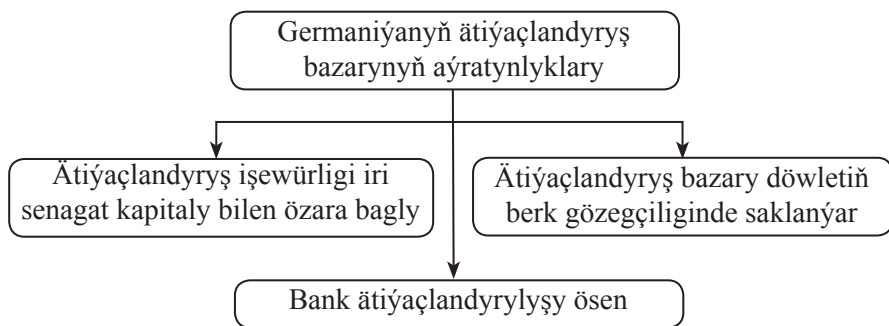 Germaniýanyň ätiýaçlandyryş
bazarynyň aýratynlyklary
Ätiýaçlandyryş işewürligi iri
senagat kapitaly bilen özara bagly
Ätiýaçlandyryş bazary döwletiň
berk gözegçiliginde saklanýar
Bank ätiýaçlandyrylyşy ösen